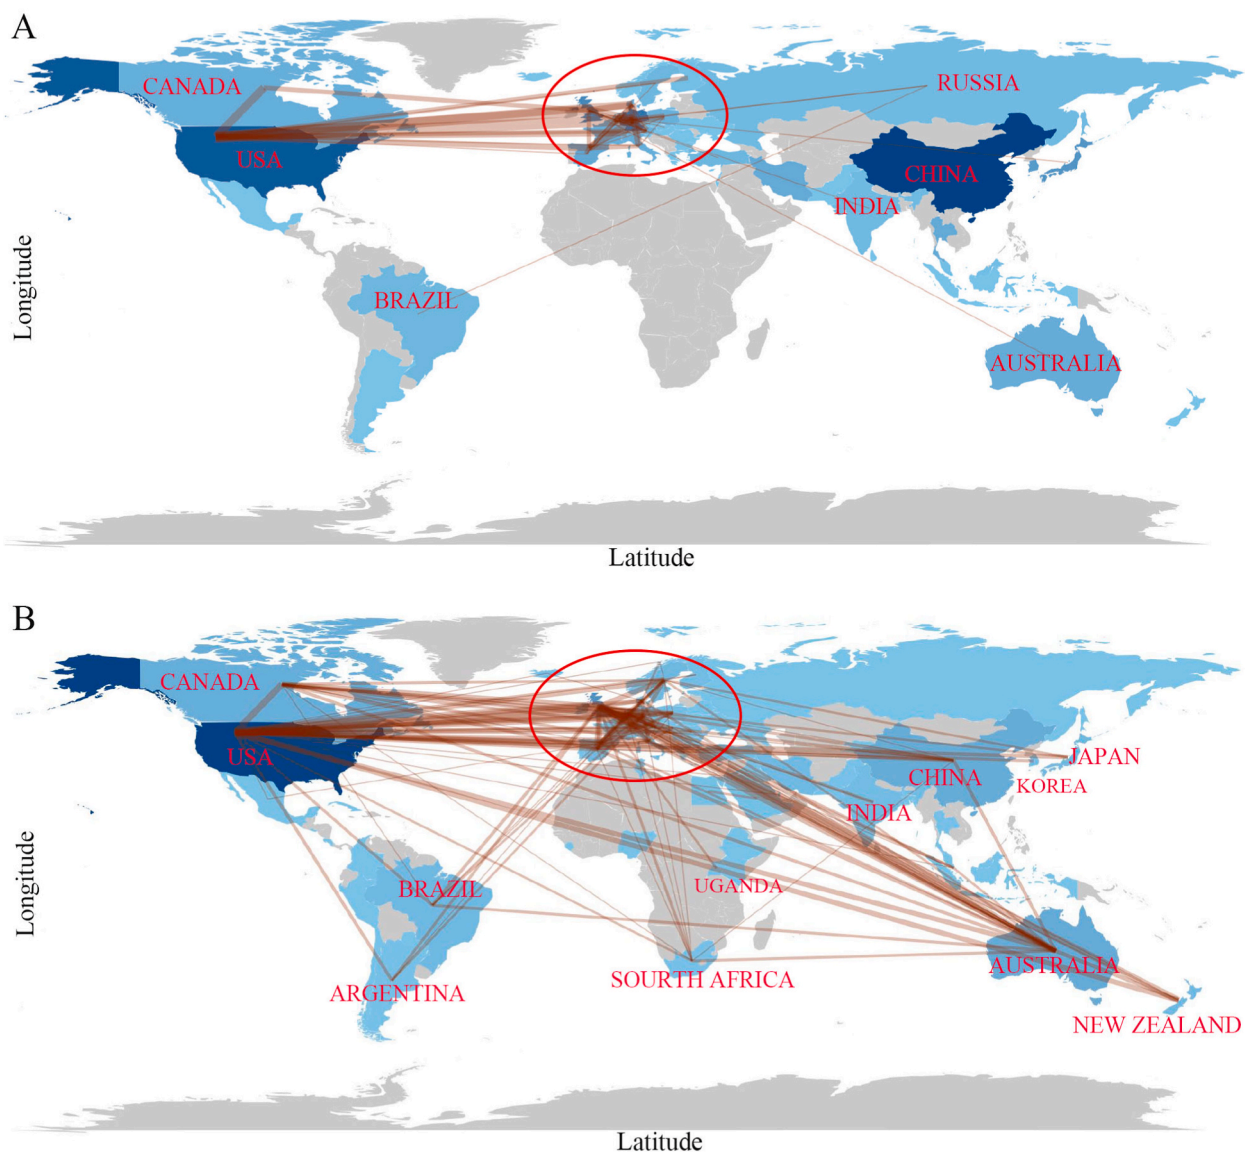 A
CANADA
RUSSIA
USA
CHINA
INDIA
BRAZIL
AUSTRALIA
Longitude
Latitude
B
CANADA
USA
JAPAN
CHINA
KOREA
INDIA
BRAZIL
UGANDA
AUSTRALIA
SOURTH AFRICA
ARGENTINA
NEW ZEALAND
Longitude
Latitude